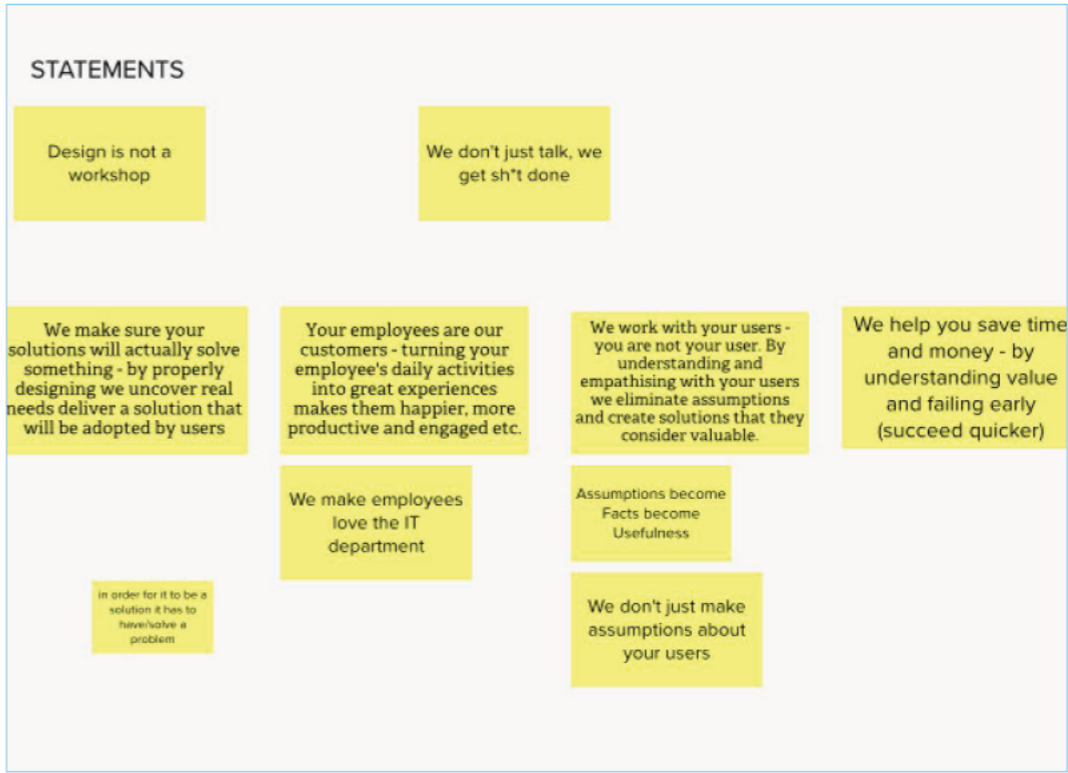 STATEMENTS
Design is not a
workshop
We don't just talk, we
get sh*t done
We make sure your
solutions will actually solve
something - by properly
designing we uncover real
needs deliver a solution that
will be adopted by users
Your employees are our
customers - turning your
employee's daily activities
into great experiences
makes them happier, more
productive and engaged etc.
We work with your users -
you are not your user. By
understanding and
empathising with your users
we eliminate assumptions
and create solutions that they
consider valuable.
We help you save time
and money - by
understanding value
and failing early
(succeed quicker)
We make employees
love the IT
department
Assumptions become
Facts become
Usefulness
in order for it to be a
solution it has to
have/solve a
problem
We don't just make
assumptions about
your users